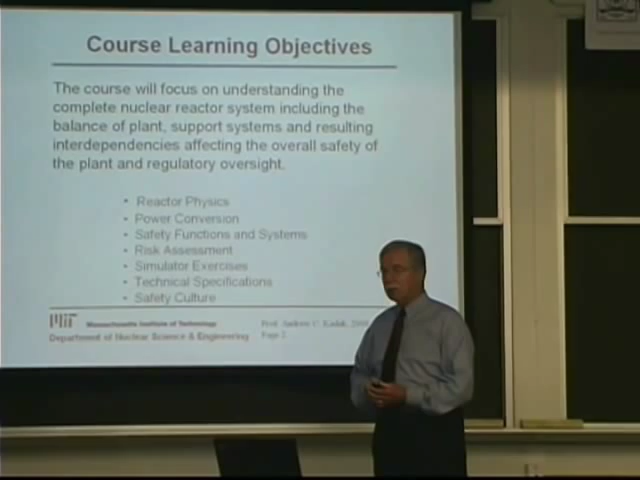 Course Learning Objectives
The course will focus on understanding the
complete nuclear reactor system including the
balance of plant, support systems and resulting
interdependencies affecting the overall safety of
the plant and regulatory oversight.
• Reactor Physics
• Power Conversion
• Safety Functions and Systems
• Risk Assessment
• Simulator Exercises
• Technical Specifications
• Safety Culture
MIT Massachusetts Institute of Technology
Department of Nuclear Science & Engineering
Prof. Andrew C. Kadak,
Page 2